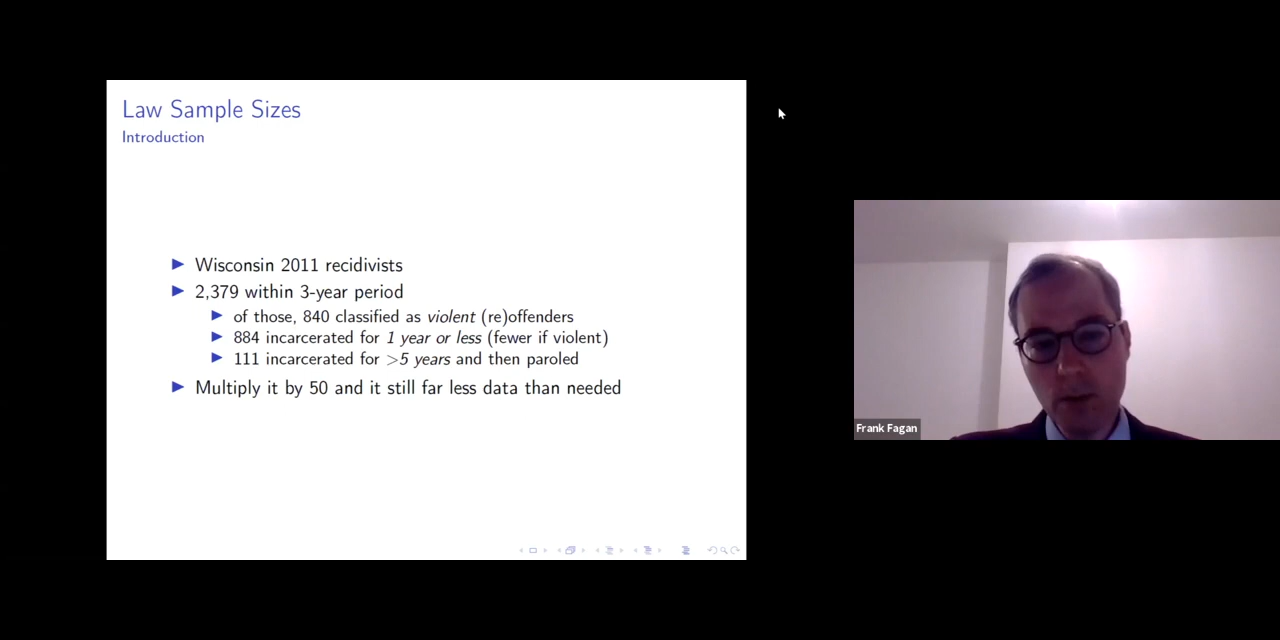 Law Sample Sizes
Introduction
Wisconsin 2011 recidivists
2,379 within 3-year period
of those, 840 classified as violent (re)offenders
884 incarcerated for 1 year or less (fewer if violent)
111 incarcerated for >5 years and then paroled
Multiply it by 50 and it still far less data than needed
Frank Fagan